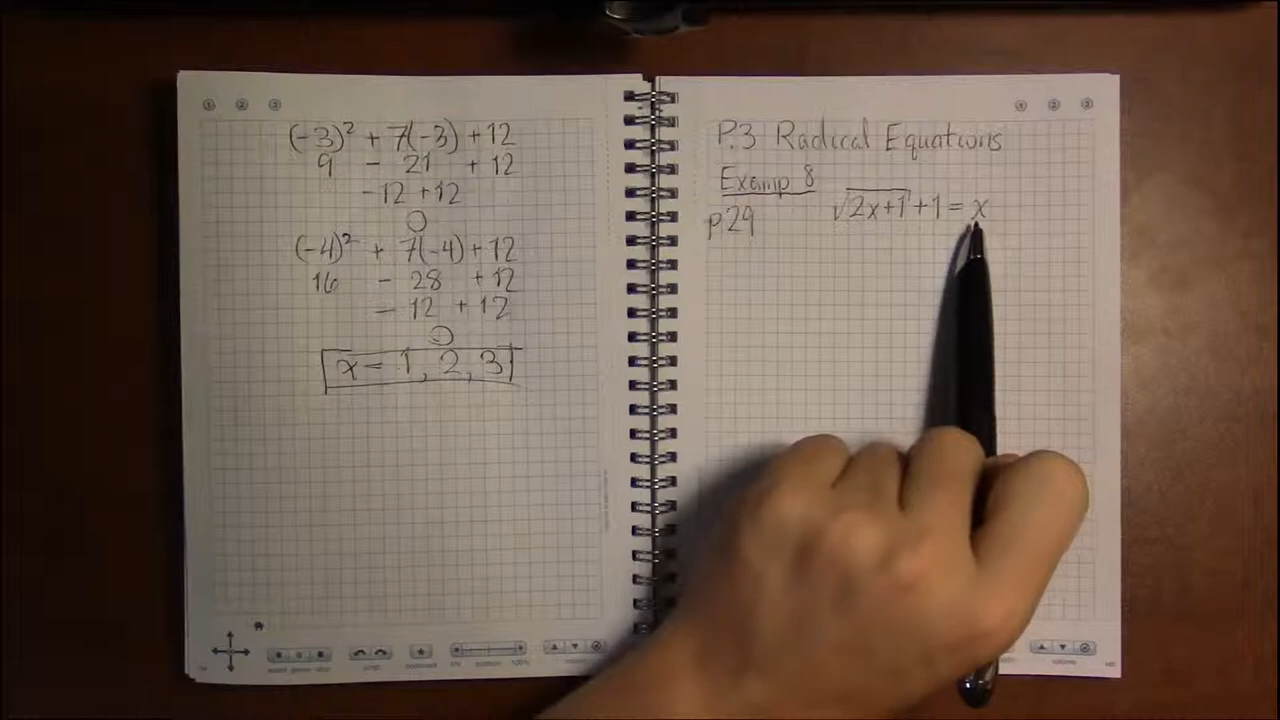 (-3)² + 7(-3) + 12
9 - 21 + 12
-12 + 12
0
(-4)² + 7(-4) + 12
16 - 28 + 12
- 12 + 12
0
x = 1, 2, 3
P.3 Radical Equations
Examp 8
p29
√2x+1 + 1 = x